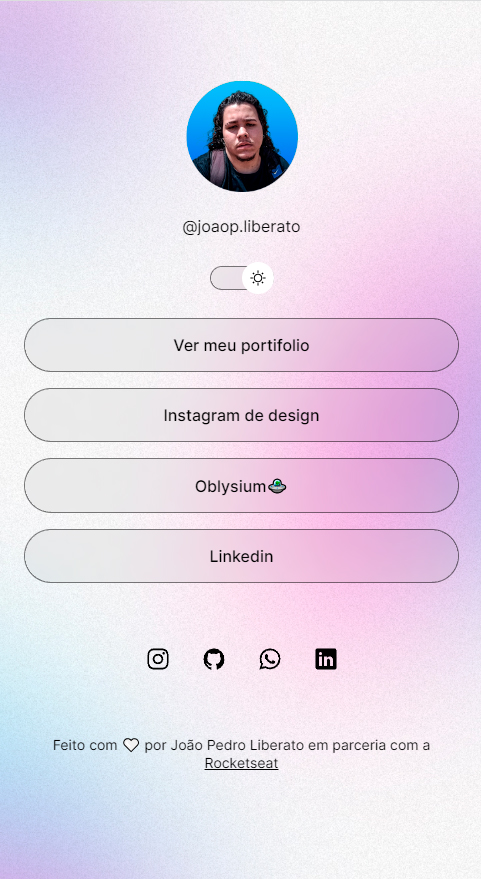 @joaop.liberato
Ver meu portifolio
Instagram de design
Oblysium🛸
Linkedin
Feito com ♡ por João Pedro Liberato em parceria com a
Rocketseat